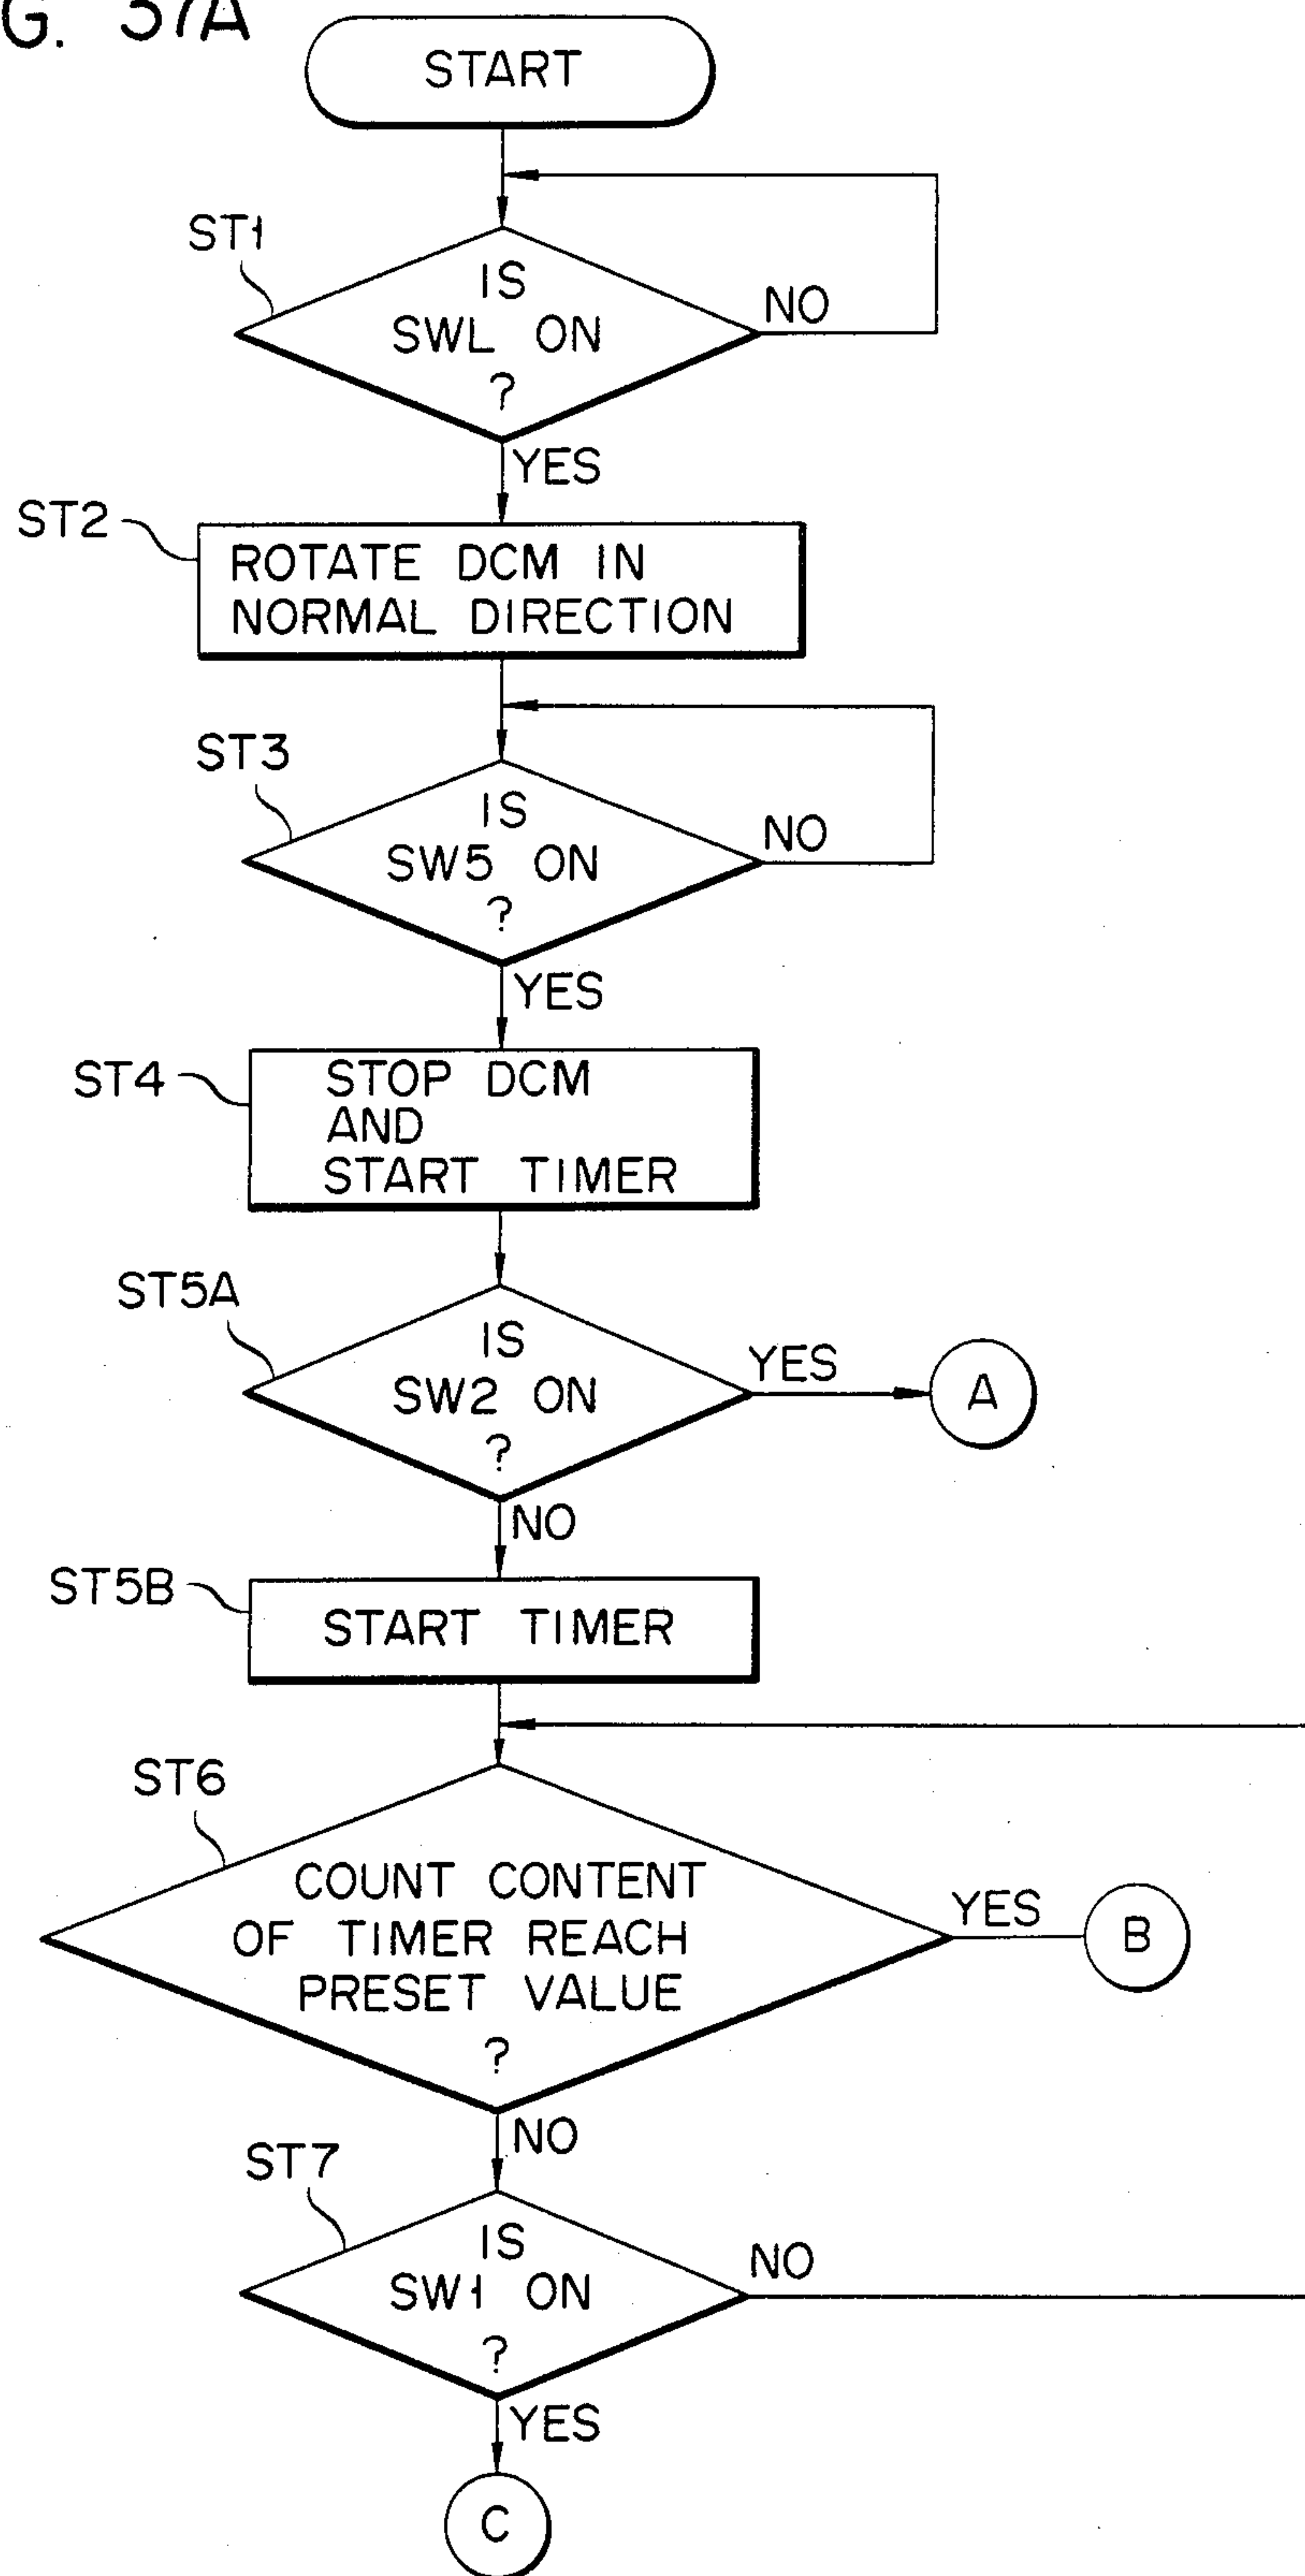 G. 37A
START
ST1
IS
SWL ON
?
NO
YES
ST2
ROTATE DCM IN
NORMAL DIRECTION
ST3
IS
SW5 ON
?
NO
YES
ST4
STOP DCM
AND
START TIMER
ST5A
IS
SW2 ON
?
YES
A
NO
ST5B
START TIMER
ST6
COUNT CONTENT
OF TIMER REACH
PRESET VALUE
?
YES
B
NO
ST7
IS
SW1 ON
?
NO
YES
C